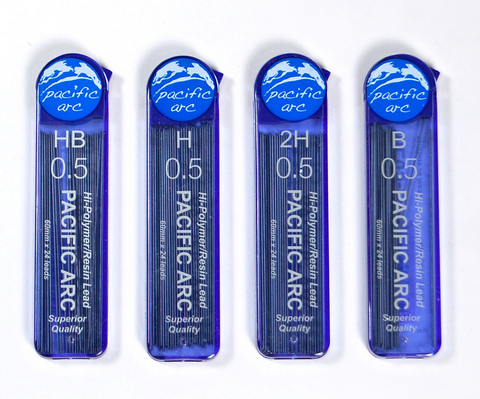 pacific
arc
HB
0.5
Hi-Polymer/Resin Lead
PACIFIC ARC
60mm x 24 leads
Superior
Quality
pacific
arc
H
0.5
Hi-Polymer/Resin Lead
PACIFIC ARC
60mm x 24 leads
Superior
Quality
pacific
arc
2H
0.5
Hi-Polymer/Resin Lead
PACIFIC ARC
60mm x 24 leads
Superior
Quality
pacific
arc
B
0.5
Hi-Polymer/Resin Lead
PACIFIC ARC
60mm x 24 leads
Superior
Quality